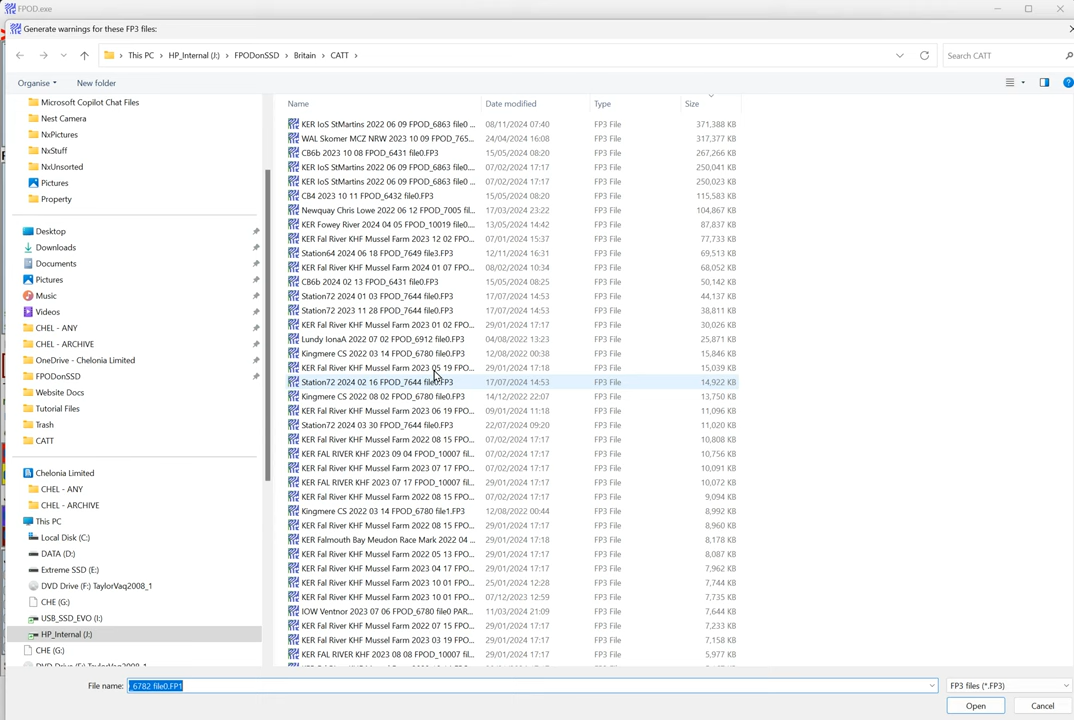 FPOD.exe
Generate warnings for these FP3 files:
This PC > HP_Internal (J:) > FPODonSSD > Britain > CATT >
Search CATT
Organise
New folder
Microsoft Copilot Chat Files
Nest Camera
NxPictures
NxStuff
NxUnsorted
Pictures
Property
Desktop
Downloads
Documents
Pictures
Music
Videos
CHEL - ANY
CHEL - ARCHIVE
OneDrive - Chelonia Limited
FPODonSSD
Website Docs
Tutorial Files
Trash
CATT
Chelonia Limited
CHEL - ANY
CHEL - ARCHIVE
This PC
Local Disk (C:)
DATA (D:)
Extreme SSD (E:)
DVD Drive (F:) TaylorVaq2008_1
CHE (G:)
USB_SSD_EVO (I:)
HP_Internal (J:)
CHE (G:)
DVD Drive (F:) TaylorVaq2008_1
Name Date modified Type Size
KER IoS StMartins 2022 06 09 FPOD_6863 file0 ... 08/11/2024 07:40 FP3 File 371,388 KB
WAL Skomer MCZ NRW 2023 10 09 FPOD_765... 24/04/2024 16:08 FP3 File 317,377 KB
CB6b 2023 10 08 FPOD_6431 file0.FP3 15/05/2024 08:20 FP3 File 267,266 KB
KER IoS StMartins 2022 06 09 FPOD_6863 file0 ... 07/02/2024 17:17 FP3 File 250,041 KB
KER IoS StMartins 2022 06 09 FPOD_6863 file0 ... 07/02/2024 17:17 FP3 File 250,023 KB
CB4 2023 10 11 FPOD_6432 file0.FP3 15/05/2024 08:20 FP3 File 115,583 KB
Newquay Chris Lowe 2022 06 12 FPOD_7005 fil... 17/03/2024 23:22 FP3 File 104,867 KB
KER Fowey River 2024 04 05 FPOD_10019 file0.... 13/05/2024 14:42 FP3 File 87,837 KB
KER Fal River KHF Mussel Farm 2023 12 02 FPO... 07/01/2024 15:37 FP3 File 77,733 KB
Station64 2024 06 18 FPOD_7649 file3.FP3 12/11/2024 16:31 FP3 File 69,513 KB
KER Fal River KHF Mussel Farm 2024 01 07 FPO... 08/02/2024 10:34 FP3 File 68,052 KB
CB6b 2024 02 13 FPOD_6431 file0.FP3 15/05/2024 08:25 FP3 File 50,142 KB
Station72 2024 01 03 FPOD_7644 file0.FP3 17/07/2024 14:53 FP3 File 44,137 KB
Station72 2023 11 28 FPOD_7644 file0.FP3 17/07/2024 14:53 FP3 File 38,811 KB
KER Fal River KHF Mussel Farm 2023 01 02 FPO... 29/01/2024 17:17 FP3 File 30,026 KB
Lundy IonaA 2022 07 02 FPOD_6912 file0.FP3 04/08/2022 13:23 FP3 File 25,871 KB
Kingmere CS 2022 03 14 FPOD_6780 file0.FP3 12/08/2022 00:38 FP3 File 15,846 KB
KER Fal River KHF Mussel Farm 2023 05 19 FPO... 29/01/2024 17:18 FP3 File 15,039 KB
Station72 2024 02 16 FPOD_7644 file0.FP3 17/07/2024 14:53 FP3 File 14,922 KB
Kingmere CS 2022 08 02 FPOD_6780 file0.FP3 14/12/2022 22:07 FP3 File 13,750 KB
KER Fal River KHF Mussel Farm 2023 06 19 FPO... 09/01/2024 11:18 FP3 File 11,096 KB
Station72 2024 03 30 FPOD_7644 file0.FP3 22/07/2024 09:20 FP3 File 11,020 KB
KER Fal River KHF Mussel Farm 2022 08 15 FPO... 07/02/2024 17:17 FP3 File 10,808 KB
KER FAL RIVER KHF 2023 09 04 FPOD_10007 fil... 07/02/2024 17:17 FP3 File 10,756 KB
KER Fal River KHF Mussel Farm 2023 07 17 FPO... 07/02/2024 17:17 FP3 File 10,091 KB
KER FAL RIVER KHF 2023 07 17 FPOD_10007 fil... 29/01/2024 17:17 FP3 File 10,072 KB
KER Fal River KHF Mussel Farm 2022 08 15 FPO... 07/02/2024 17:17 FP3 File 9,094 KB
Kingmere CS 2022 03 14 FPOD_6780 file1.FP3 12/08/2022 00:44 FP3 File 8,992 KB
KER Fal River KHF Mussel Farm 2022 08 15 FPO... 29/01/2024 17:17 FP3 File 8,960 KB
KER Falmouth Bay Meudon Race Mark 2022 04 ... 29/01/2024 17:18 FP3 File 8,178 KB
KER Fal River KHF Mussel Farm 2022 05 13 FPO... 29/01/2024 17:17 FP3 File 8,087 KB
KER Fal River KHF Mussel Farm 2023 04 17 FPO... 29/01/2024 17:17 FP3 File 7,962 KB
KER Fal River KHF Mussel Farm 2023 10 01 FPO... 25/01/2024 12:28 FP3 File 7,744 KB
KER Fal River KHF Mussel Farm 2023 10 01 FPO... 07/12/2023 12:59 FP3 File 7,735 KB
IOW Ventnor 2023 07 06 FPOD_6780 file0 PAR... 11/03/2024 21:09 FP3 File 7,644 KB
KER Fal River KHF Mussel Farm 2022 07 15 FPO... 29/01/2024 17:17 FP3 File 7,233 KB
KER Fal River KHF Mussel Farm 2023 03 19 FPO... 29/01/2024 17:17 FP3 File 7,158 KB
KER FAL RIVER KHF 2023 08 08 FPOD_10007 fil... 29/01/2024 17:17 FP3 File 5,977 KB
File name: 6782 file0.FP1
FP3 files (*.FP3)
Open
Cancel